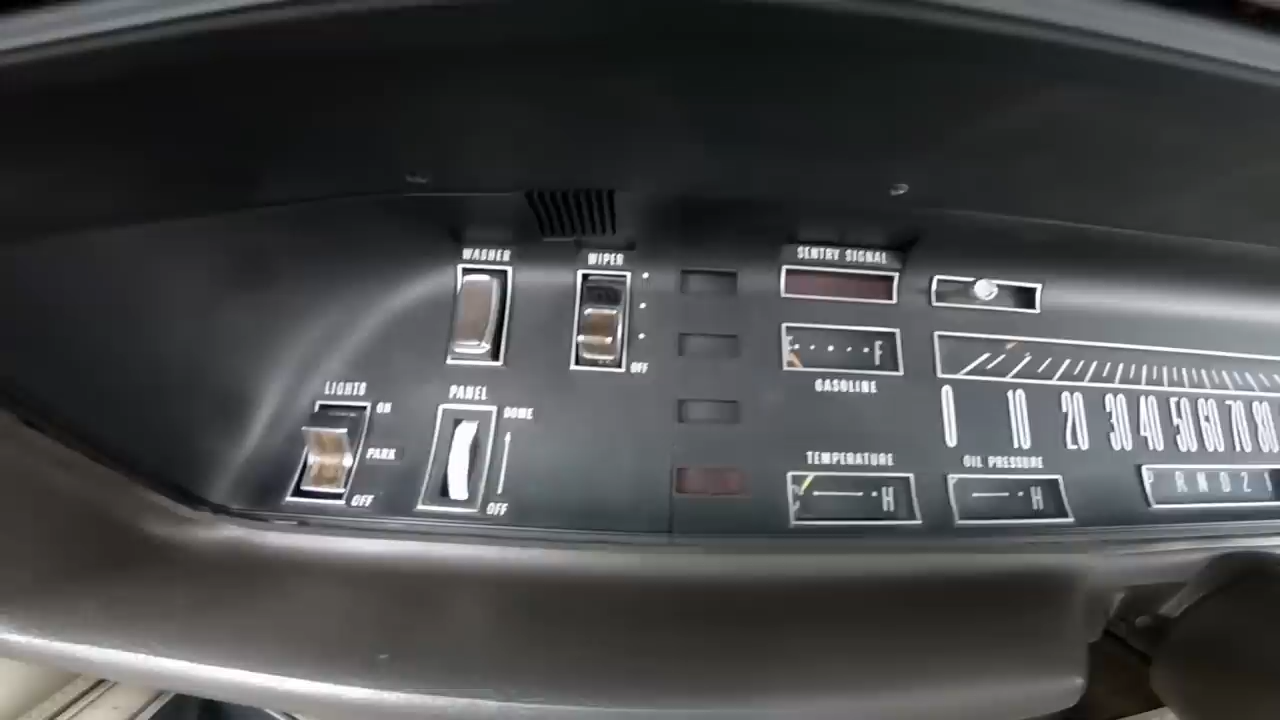 WASHER
WIPER
OFF
LIGHTS
ON
PARK
OFF
PANEL
DOME
OFF
SENTRY SIGNAL
E F
GASOLINE
TEMPERATURE
C H
OIL PRESSURE
H
0 10 20 30 40 50 60 70 80
P R N D 2 1